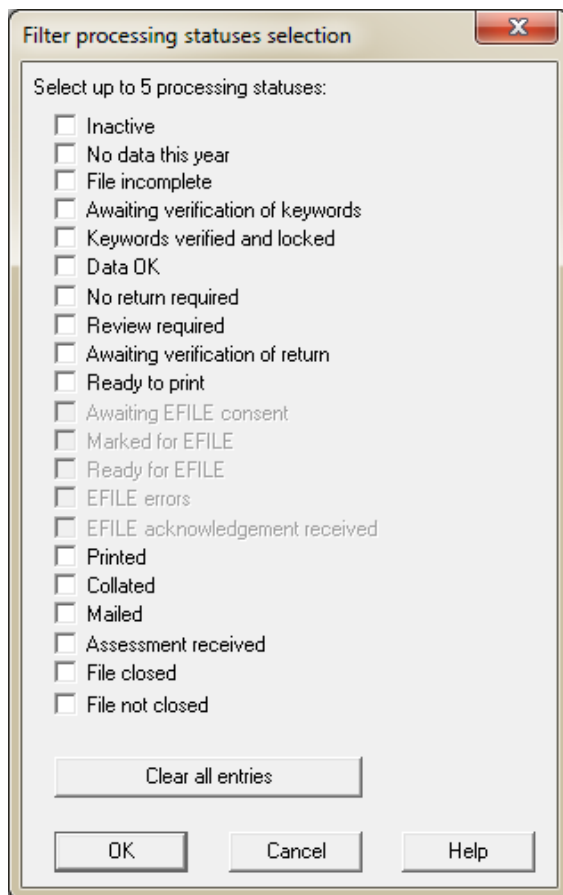 Filter processing statuses selection
Select up to 5 processing statuses:
Inactive
No data this year
File incomplete
Awaiting verification of keywords
Keywords verified and locked
Data OK
No return required
Review required
Awaiting verification of return
Ready to print
Awaiting EFILE consent
Marked for EFILE
Ready for EFILE
EFILE errors
EFILE acknowledgement received
Printed
Collated
Mailed
Assessment received
File closed
File not closed
Clear all entries
OK Cancel Help